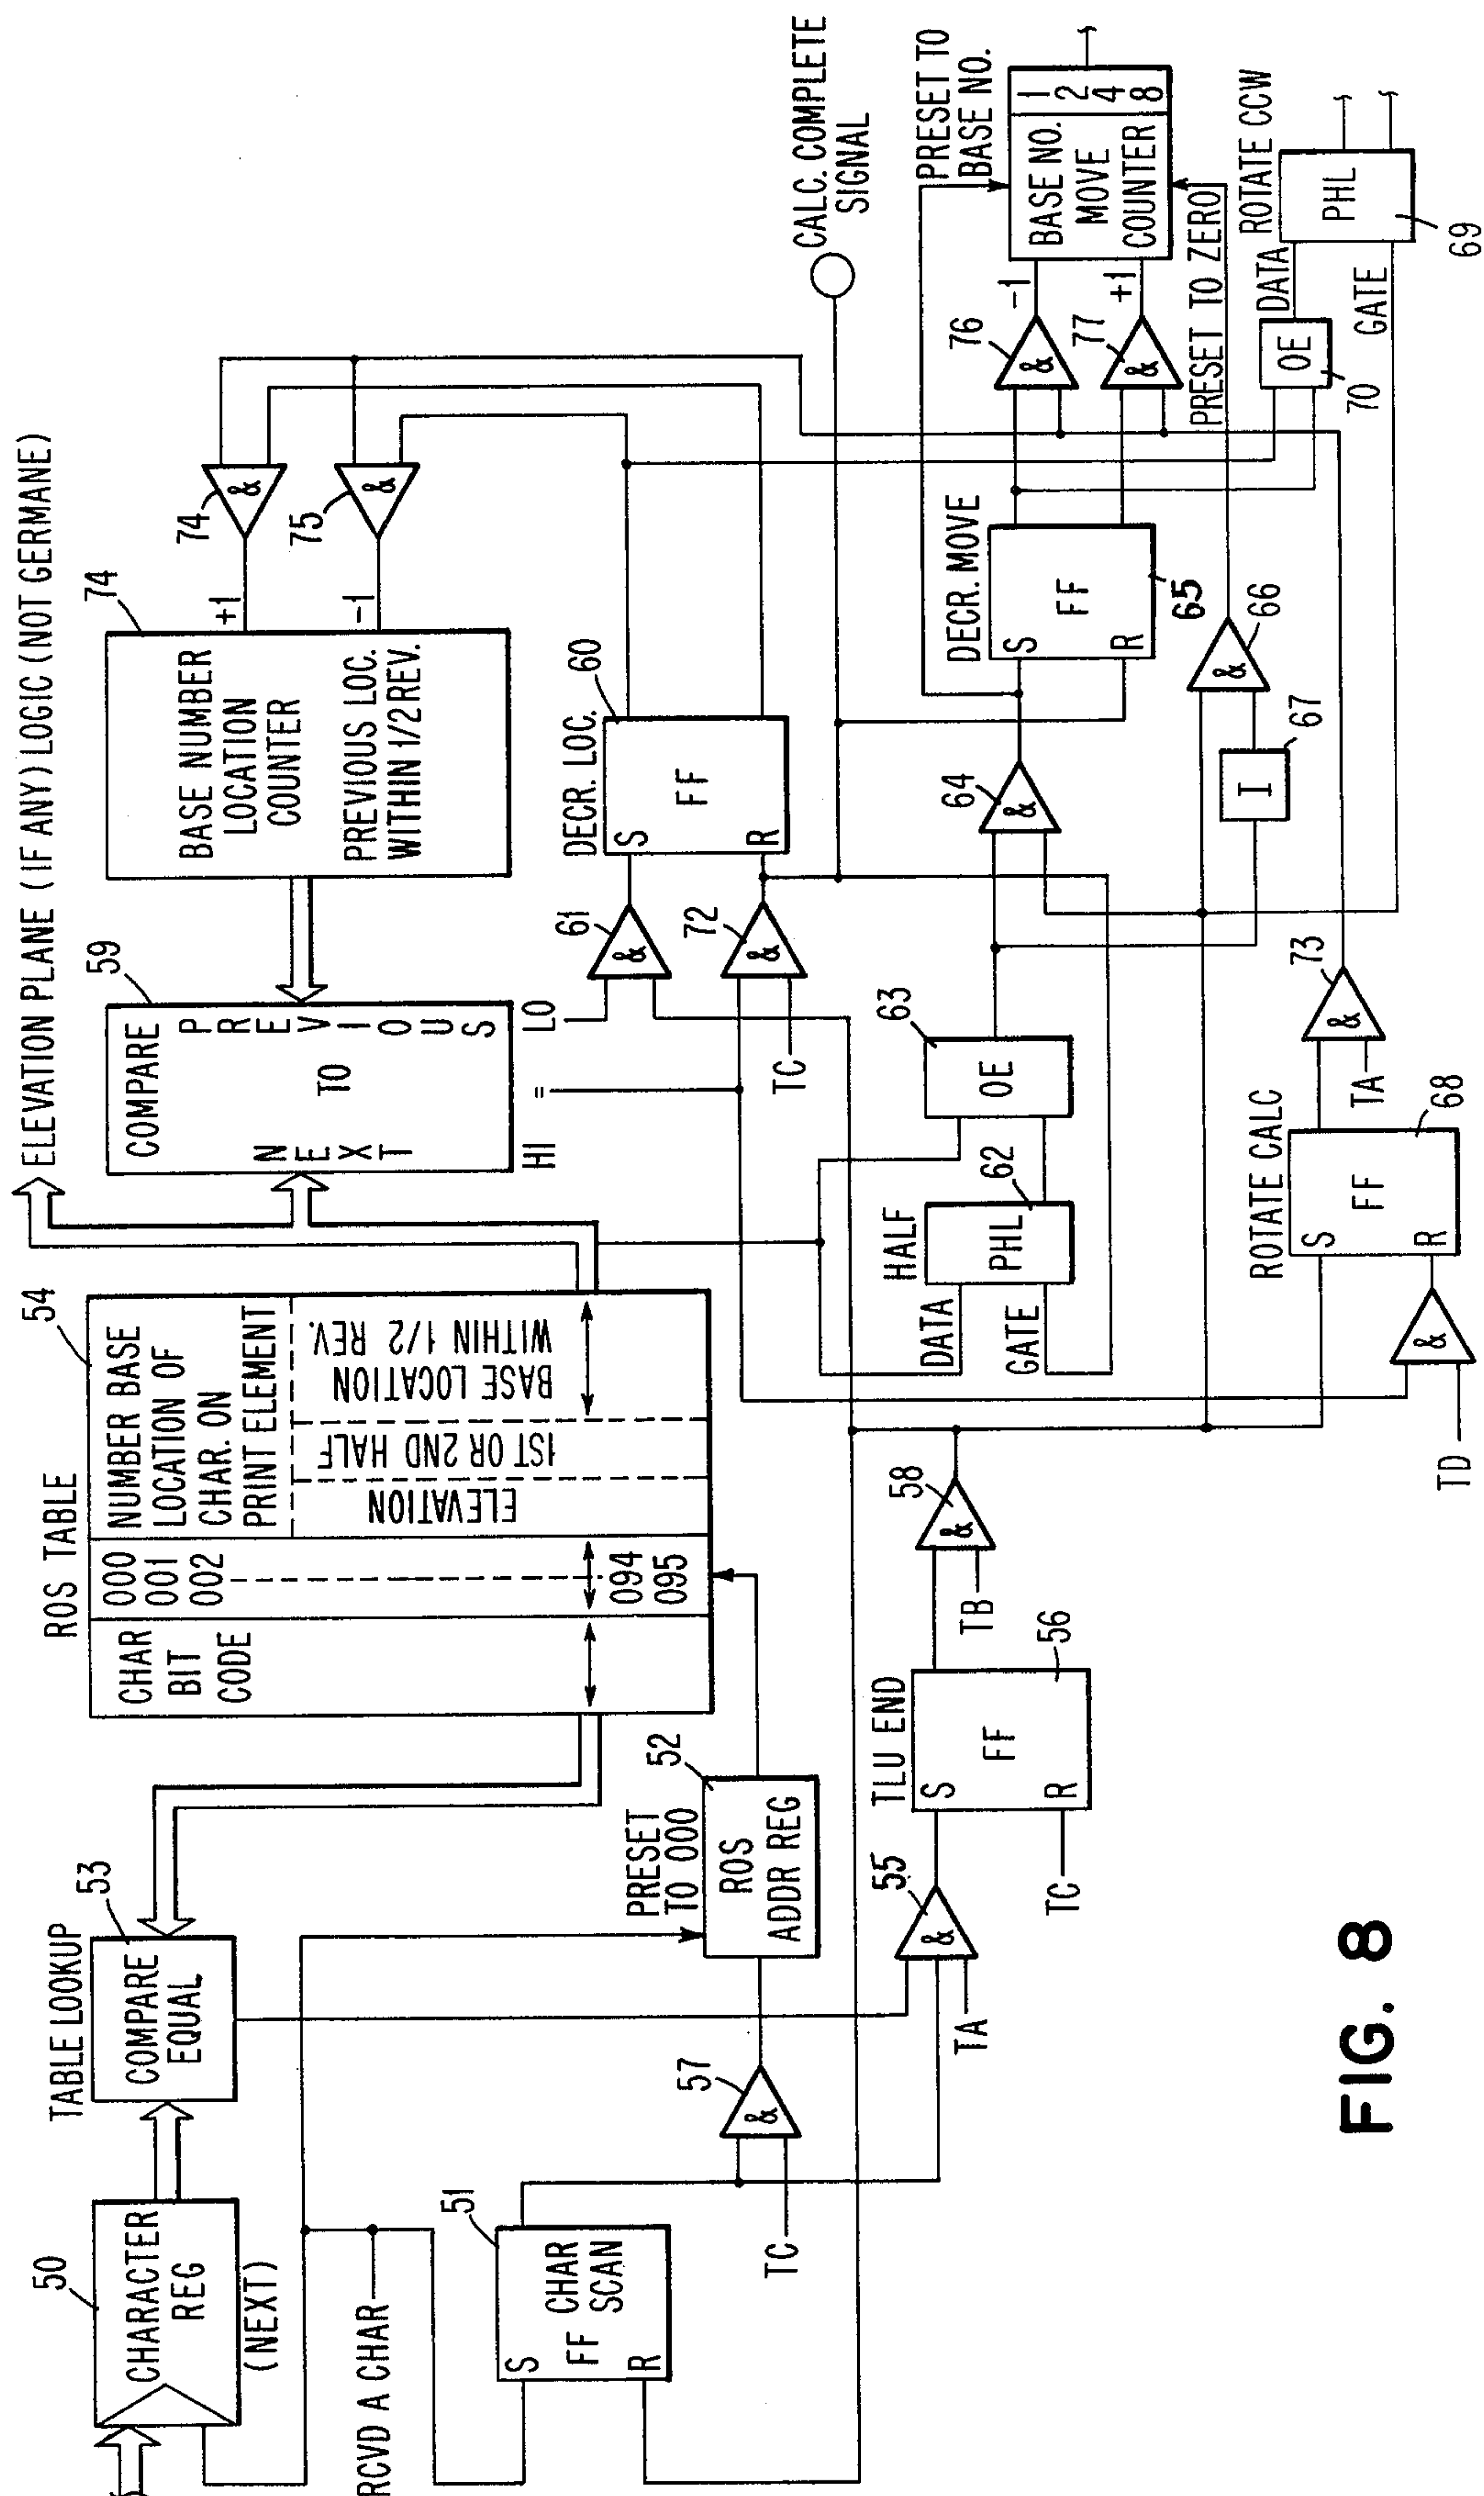 ELEVATION PLANE (IF ANY) LOGIC (NOT GERMANE)
50
CHARACTER
REG
(NEXT)
TABLE LOOKUP
53
COMPARE
EQUAL
ROS TABLE
54
CHAR
BIT
CODE
000
001
002
094
095
NUMBER BASE
LOCATION OF
CHAR. ON
PRINT ELEMENT
ELEVATION
1ST OR 2ND HALF
BASE LOCATION
WITHIN 1/2 REV.
59
COMPARE
NEXT
TO
PREVIOUS
HI
=
LO
74
BASE NUMBER
LOCATION
COUNTER
PREVIOUS LOC.
WITHIN 1/2 REV.
+1
-1
74
&
75
&
RCVD A CHAR
51
S
FF
R
CHAR
SCAN
TC
57
&
PRESET
TO 000
52
ROS
ADDR REG
61
&
72
&
TC
DECR. LOC.
60
S
FF
R
CALC. COMPLETE
SIGNAL
TA
55
&
TLU END
S
FF
R
56
TC
TB
58
&
HALF
DATA
GATE
PHL
62
63
OE
64
&
DECR. MOVE
S
FF
R
65
76
&
-1
77
&
+1
PRESET TO
BASE NO.
BASE NO.
MOVE
COUNTER
1
2
4
8
PRESET TO ZERO
I
67
&
66
TD
&
ROTATE CALC
S
FF
R
68
TA
73
&
OE
70
DATA
GATE
ROTATE CCW
PHL
69
FIG. 8